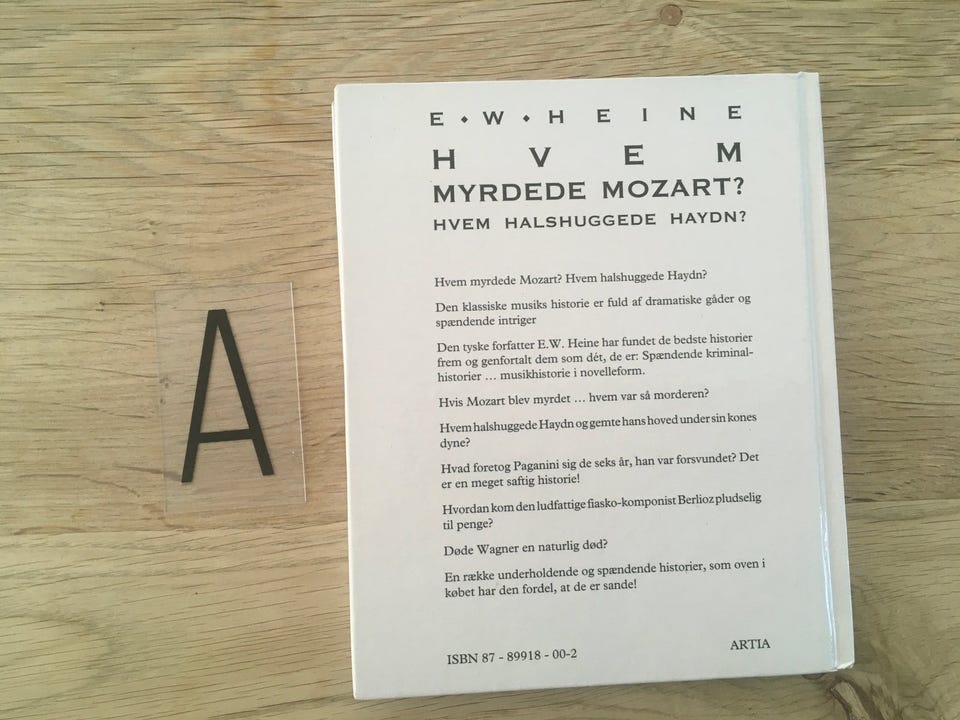 A
E • W • HEINE
HVEM
MYRDEDE MOZART?
HVEM HALSHUGGEDE HAYDN?
Hvem myrdede Mozart? Hvem halshuggede Haydn?
Den klassiske musiks historie er fuld af dramatiske gåder og
spændende intriger
Den tyske forfatter E.W. Heine har fundet de bedste historier
frem og genfortalt dem som dét, de er: Spændende kriminal-
historier ... musikhistorie i novelleform.
Hvis Mozart blev myrdet ... hvem var så morderen?
Hvem halshuggede Haydn og gemte hans hoved under sin kones
dyne?
Hvad foretog Paganini sig de seks år, han var forsvundet? Det
er en meget saftig historie!
Hvordan kom den ludfattige fiasko-komponist Berlioz pludselig
til penge?
Døde Wagner en naturlig død?
En række underholdende og spændende historier, som oven i
købet har den fordel, at de er sande!
ISBN 87 - 89918 - 00-2
ARTIA